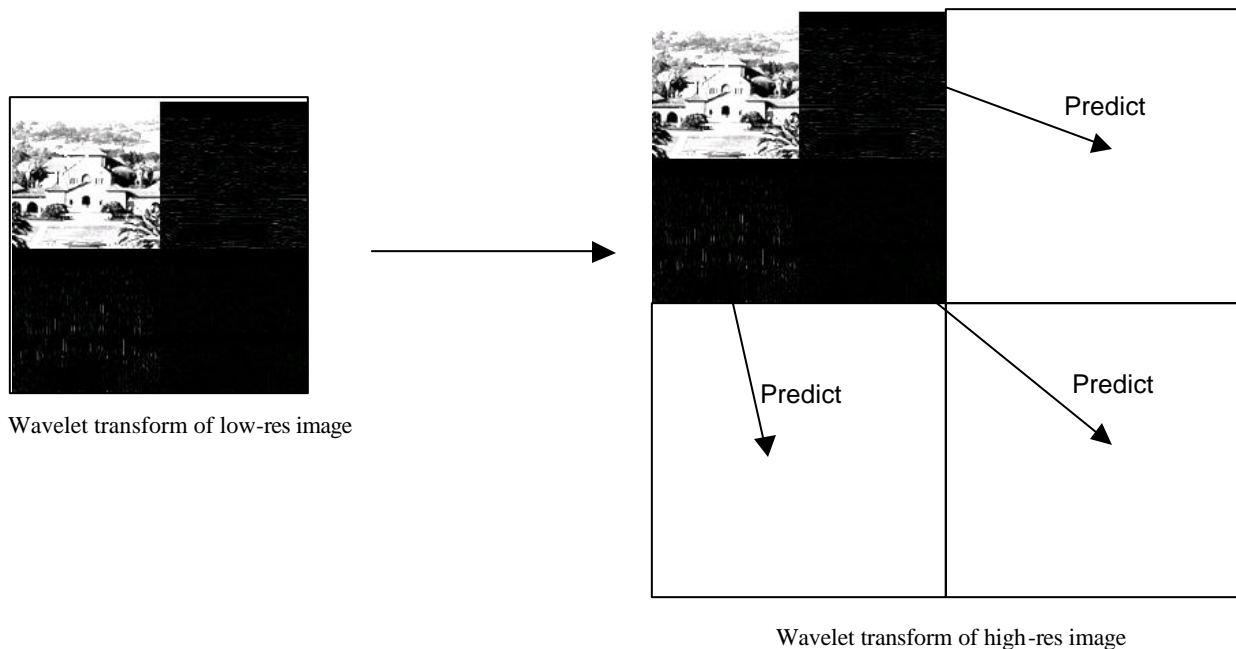 Predict
Predict
Predict
Wavelet transform of low-res image
Wavelet transform of high-res image